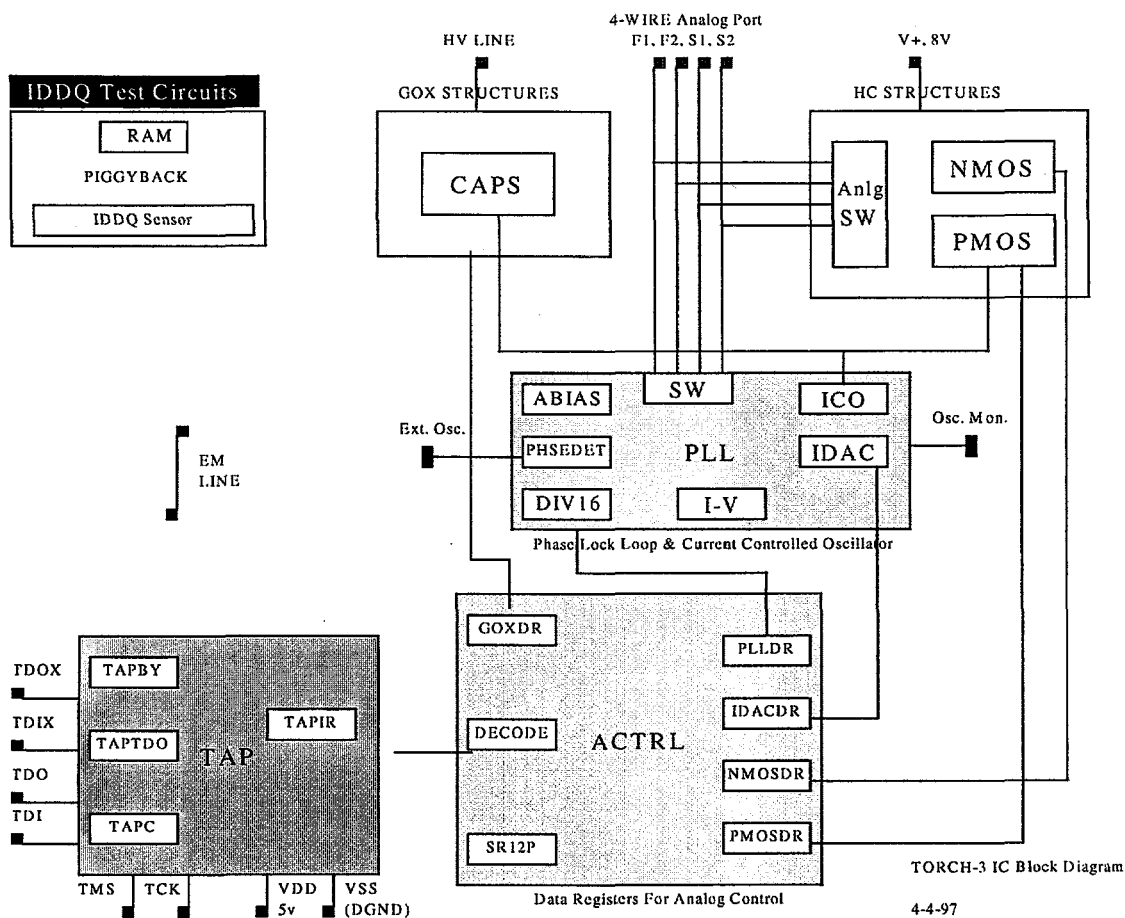 4-WIRE Analog Port
HV LINE
F1, F2, S1, S2
V+, 8V
IDDQ Test Circuits
RAM
PIGGYBACK
IDDQ Sensor
GOX STRUCTURES
CAPS
HC STRUCTURES
Anlg
SW
NMOS
PMOS
SW
ABIAS
ICO
Ext. Osc.
PHSEDET
PLL
IDAC
Osc. Mon.
DIV16
I-V
Phase Lock Loop & Current Controlled Oscillator
EM
LINE
GOXDR
PLLDR
IDACDR
DECODE
ACTRL
NMOSDR
PMOSDR
SR12P
Data Registers For Analog Control
TDOX
TAPBY
TDIX
TAPIR
TAPTDO
TAP
TDO
TDI
TAPC
TMS
TCK
VDD
5v
VSS
(DGND)
TORCH-3 IC Block Diagram
4-4-97